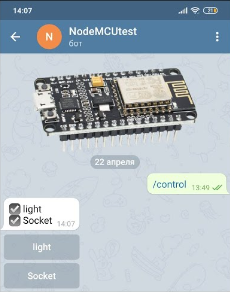 14:07
N
NodeMCUtest
бот
22 апреля
/control 13:49
light
Socket 14:07
light
Socket